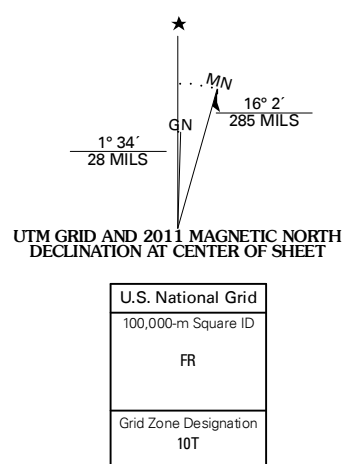 MN
GN
16° 2´
285 MILS
1° 34´
28 MILS
UTM GRID AND 2011 MAGNETIC NORTH
DECLINATION AT CENTER OF SHEET
U.S. National Grid
100,000-m Square ID
FR
Grid Zone Designation
10T